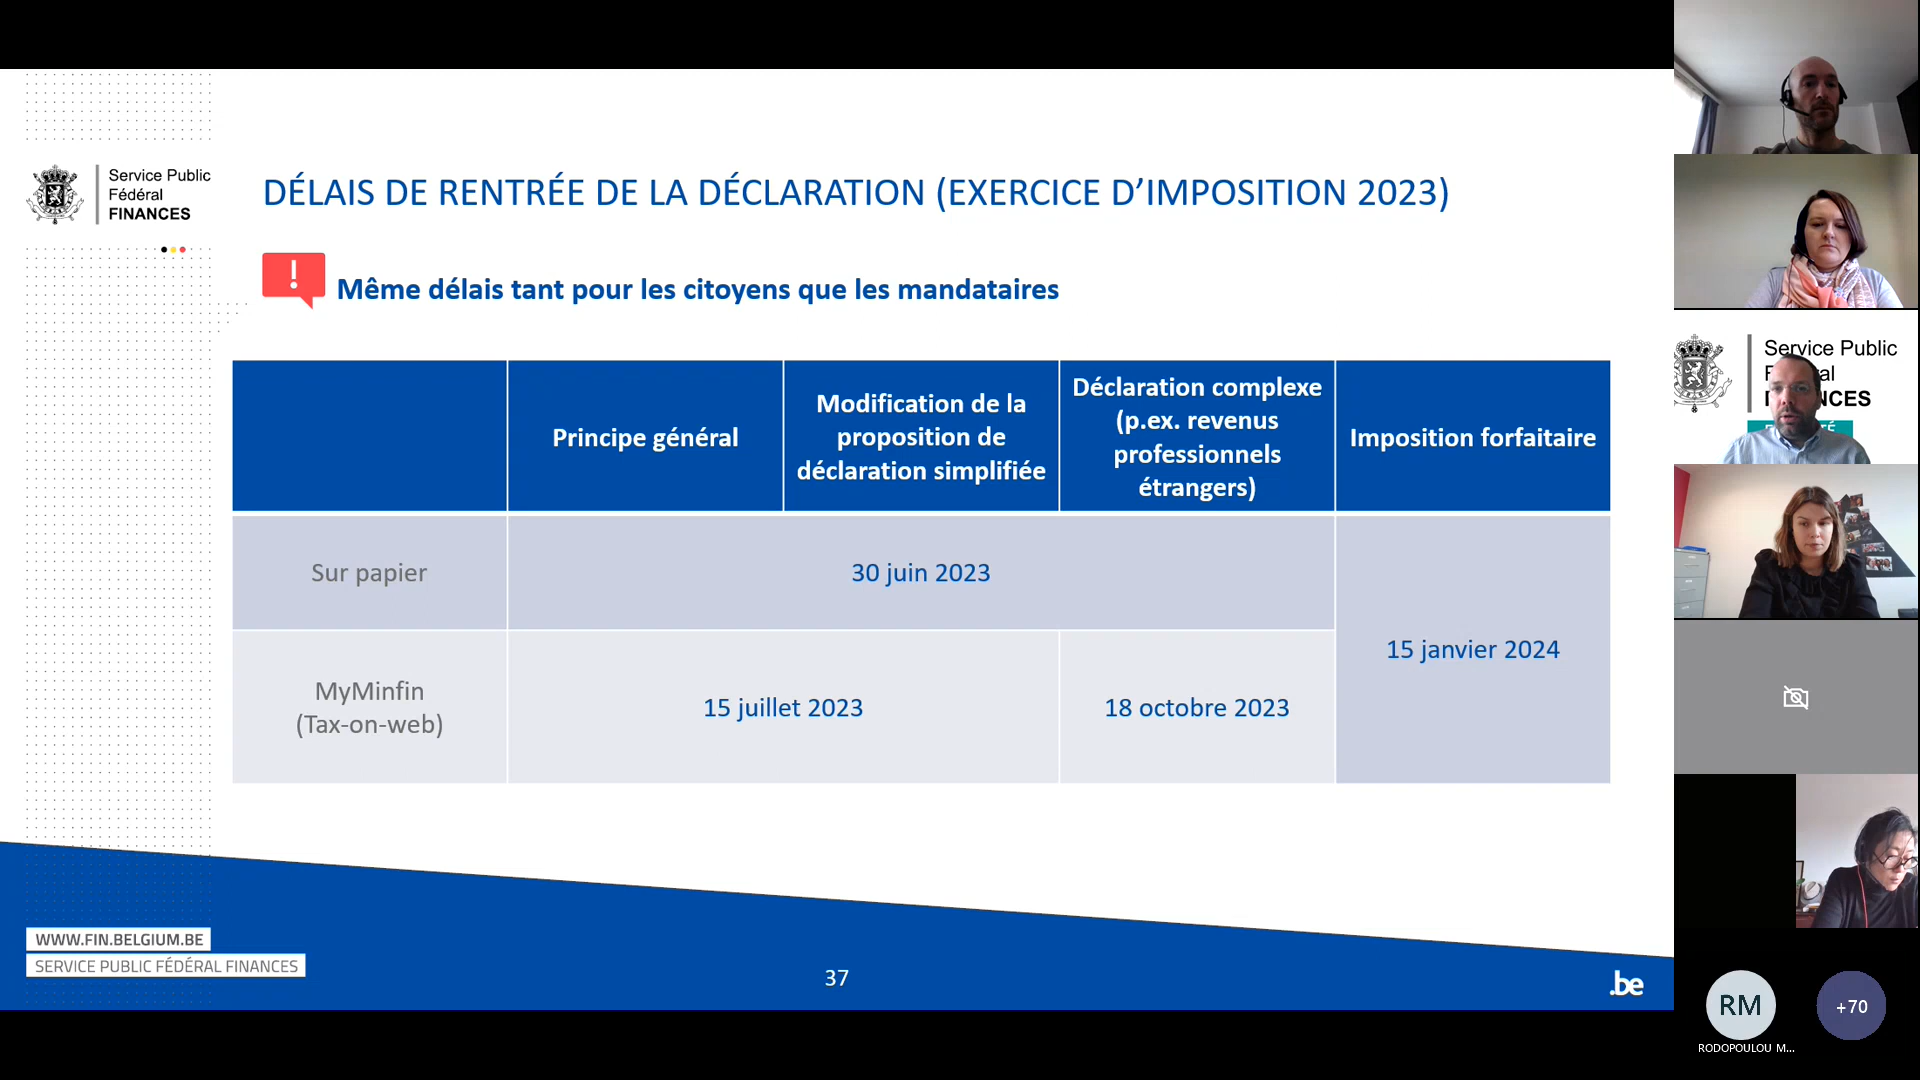 Service Public
Fédéral
FINANCES
DÉLAIS DE RENTRÉE DE LA DÉCLARATION (EXERCICE D’IMPOSITION 2023)
!
Même délais tant pour les citoyens que les mandataires
Principe général
Modification de la
proposition de
déclaration simplifiée
Déclaration complexe
(p.ex. revenus
professionnels
étrangers)
Imposition forfaitaire
Sur papier
30 juin 2023
15 janvier 2024
MyMinfin
(Tax-on-web)
15 juillet 2023
18 octobre 2023
WWW.FIN.BELGIUM.BE
SERVICE PUBLIC FÉDÉRAL FINANCES
37
.be
Service Public
RM
+70
RODOPOULOU M...